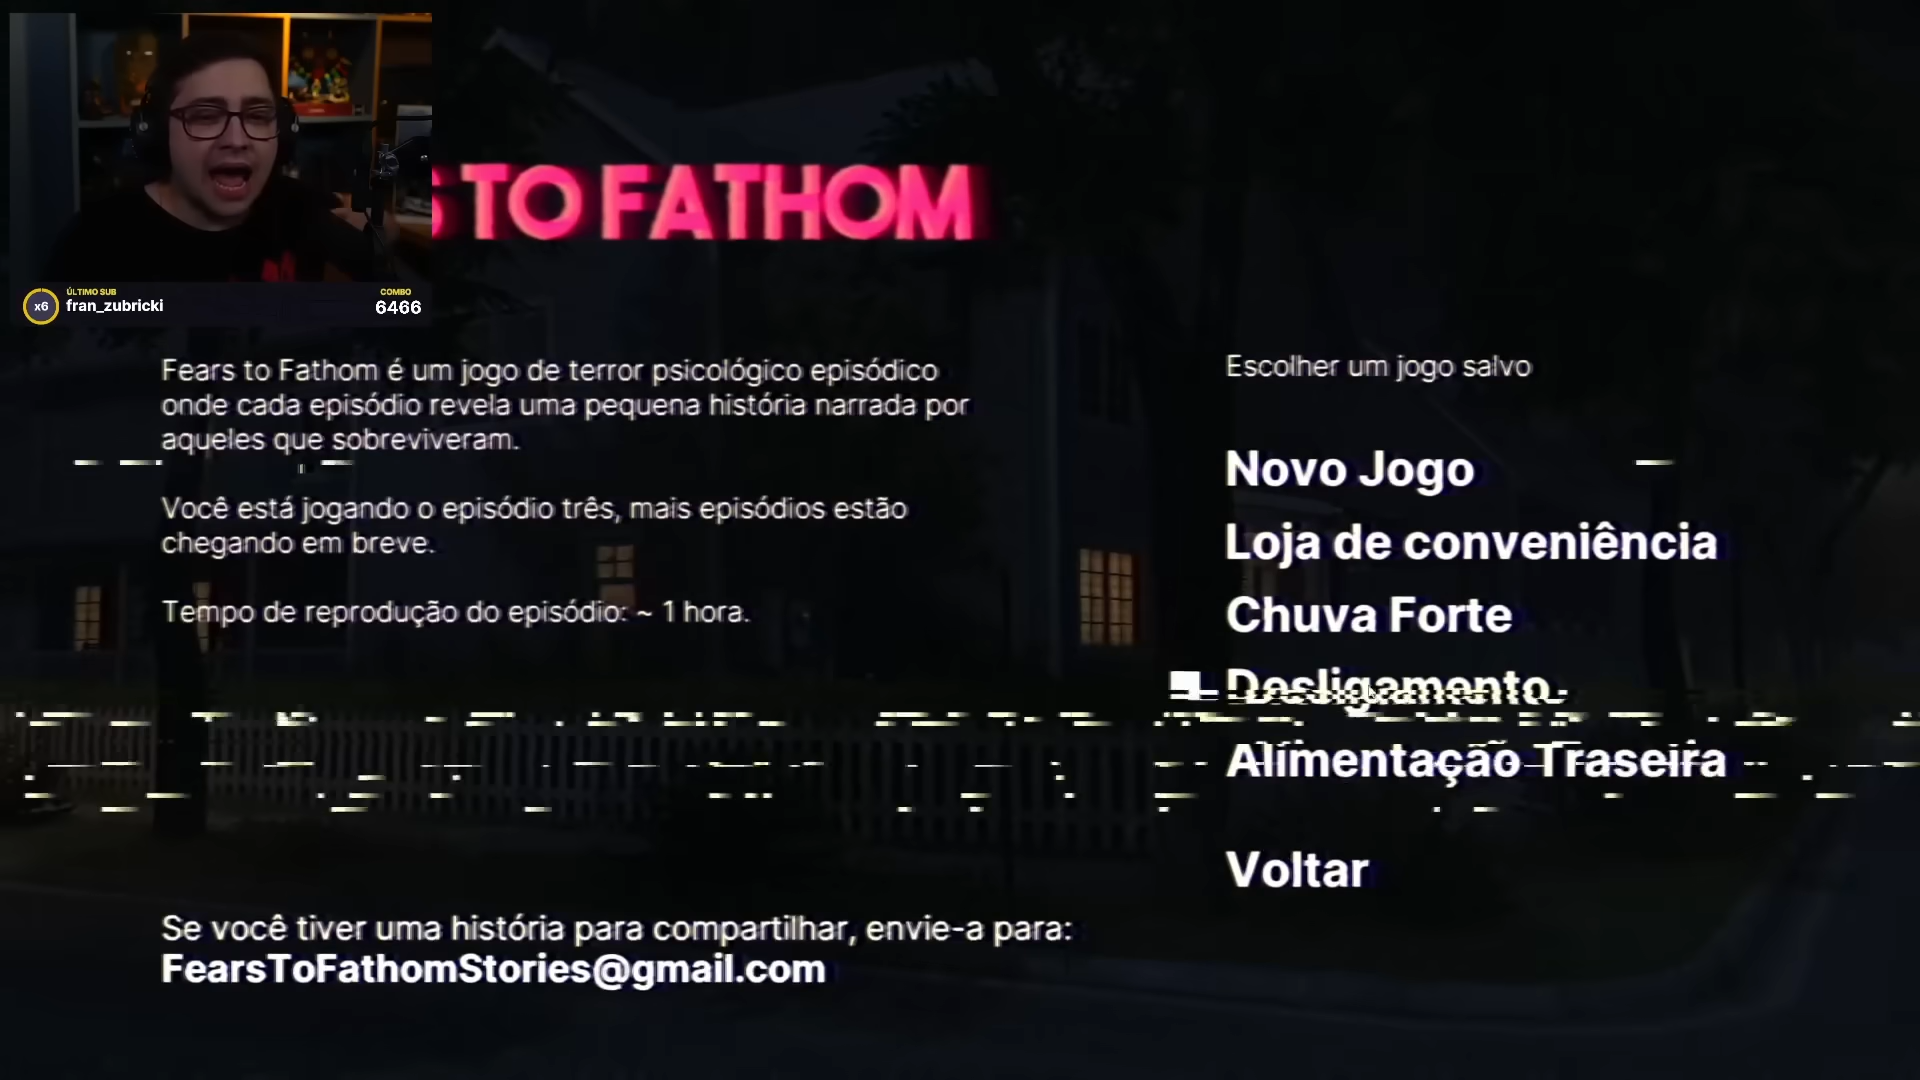 TO FATHOM
x6
ÚLTIMO SUB
fran_zubricki
COMBO
6466
Fears to Fathom é um jogo de terror psicológico episódico
onde cada episódio revela uma pequena história narrada por
aqueles que sobreviveram.
Você está jogando o episódio três, mais episódios estão
chegando em breve.
Tempo de reprodução do episódio: ~ 1 hora.
Se você tiver uma história para compartilhar, envie-a para:
FearsToFathomStories@gmail.com
Escolher um jogo salvo
Novo Jogo
Loja de conveniência
Chuva Forte
Desligamento
Alimentação Traseira
Voltar